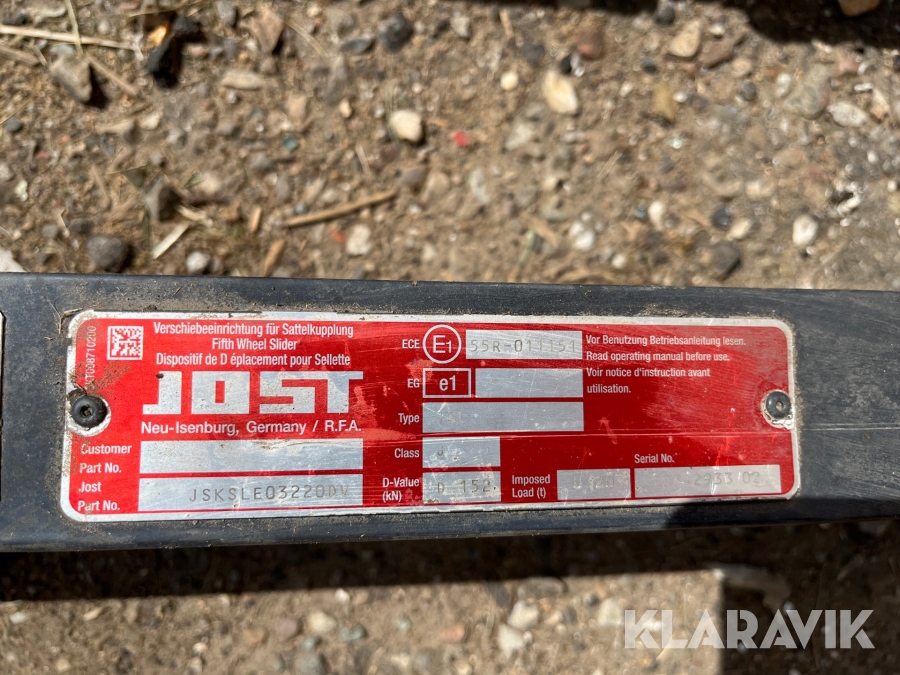 Verschiebeeinrichtung für Sattelkupplung
Fifth Wheel Slider
Dispositif de D éplacement pour Sellette
JOST
Neu-Isenburg, Germany / R.F.A.
Customer
Part No.
Jost
Part No. JSKSLE03220DV
ECE E1 55R-011151
EG e1
Type
Class
D-Value
(kN) D 152
Imposed
Load (t)
Vor Benutzung Betriebsanleitung lesen.
Read operating manual before use.
Voir notice d'instruction avant
utilisation.
Serial No.
KLARAVIK